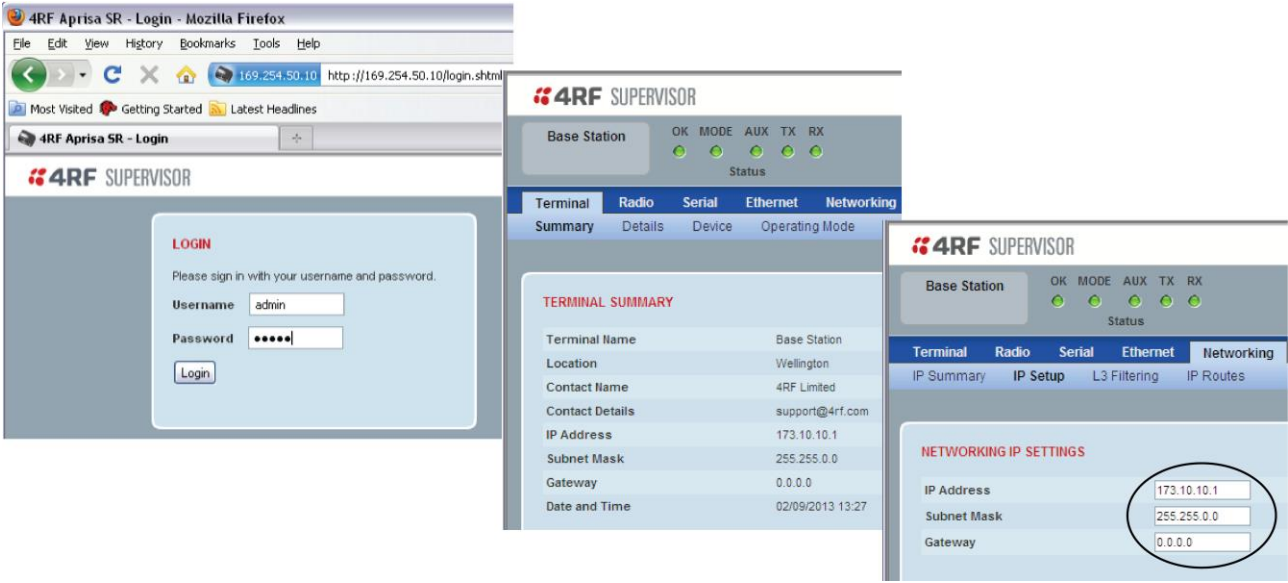 4RF Aprisa SR - Login - Mozilla Firefox
File Edit View History Bookmarks Tools Help
169.254.50.10 http://169.254.50.10/login.shtml
Most Visited Getting Started Latest Headlines
4RF Aprisa SR - Login
4RF SUPERVISOR
LOGIN
Please sign in with your username and password.
Username admin
Password •••••
Login
4RF SUPERVISOR
Base Station OK MODE AUX TX RX
Status
Terminal Radio Serial Ethernet Networking
Summary Details Device Operating Mode
TERMINAL SUMMARY
Terminal Name Base Station
Location Wellington
Contact Name 4RF Limited
Contact Details support@4rf.com
IP Address 173.10.10.1
Subnet Mask 255.255.0.0
Gateway 0.0.0.0
Date and Time 02/09/2013 13:27
4RF SUPERVISOR
Base Station OK MODE AUX TX RX
Status
Terminal Radio Serial Ethernet Networking
IP Summary IP Setup L3 Filtering IP Routes
NETWORKING IP SETTINGS
IP Address 173.10.10.1
Subnet Mask 255.255.0.0
Gateway 0.0.0.0